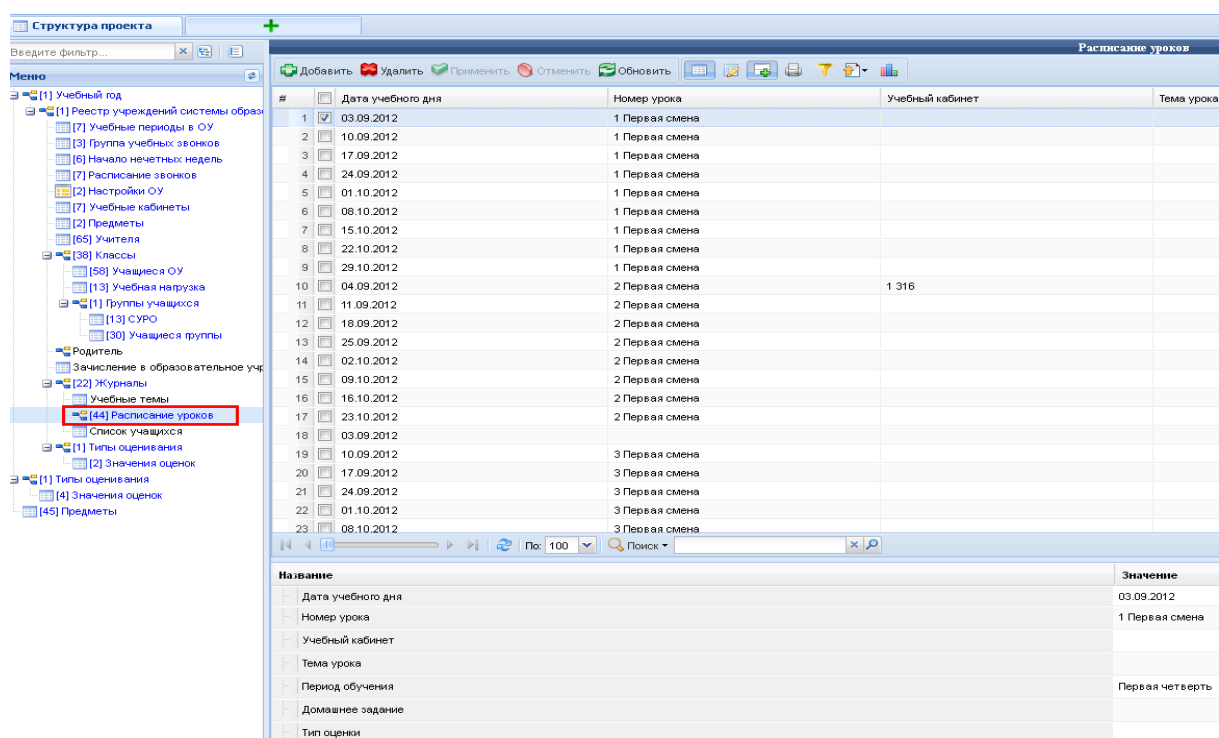 Структура проекта
Введите фильтр...
Расписание уроков
Меню
Добавить Удалить Применить Отменить Обновить
[1] Учебный год
[1] Реестр учреждений системы образ
[7] Учебные периоды в ОУ
[3] Группа учебных звонков
[6] Начало нечетных недель
[7] Расписание звонков
[2] Настройки ОУ
[7] Учебные кабинеты
[2] Предметы
[65] Учителя
[38] Классы
[58] Учащиеся ОУ
[13] Учебная нагрузка
[1] Группы учащихся
[13] СУРО
[30] Учащиеся группы
Родитель
Зачисление в образовательное учр
[22] Журналы
Учебные темы
[44] Расписание уроков
Список учащихся
[1] Типы оценивания
[2] Значения оценок
[1] Типы оценивания
[4] Значения оценок
[45] Предметы
# Дата учебного дня Номер урока Учебный кабинет Тема урока
1 03.09.2012 1 Первая смена
2 10.09.2012 1 Первая смена
3 17.09.2012 1 Первая смена
4 24.09.2012 1 Первая смена
5 01.10.2012 1 Первая смена
6 08.10.2012 1 Первая смена
7 15.10.2012 1 Первая смена
8 22.10.2012 1 Первая смена
9 29.10.2012 1 Первая смена
10 04.09.2012 2 Первая смена 1 316
11 11.09.2012 2 Первая смена
12 18.09.2012 2 Первая смена
13 25.09.2012 2 Первая смена
14 02.10.2012 2 Первая смена
15 09.10.2012 2 Первая смена
16 16.10.2012 2 Первая смена
17 23.10.2012 2 Первая смена
18 03.09.2012
19 10.09.2012 3 Первая смена
20 17.09.2012 3 Первая смена
21 24.09.2012 3 Первая смена
22 01.10.2012 3 Первая смена
23 08.10.2012 3 Первая смена
По: 100 Поиск
Название Значение
Дата учебного дня 03.09.2012
Номер урока 1 Первая смена
Учебный кабинет
Тема урока
Период обучения Первая четверть
Домашнее задание
Тип оценки